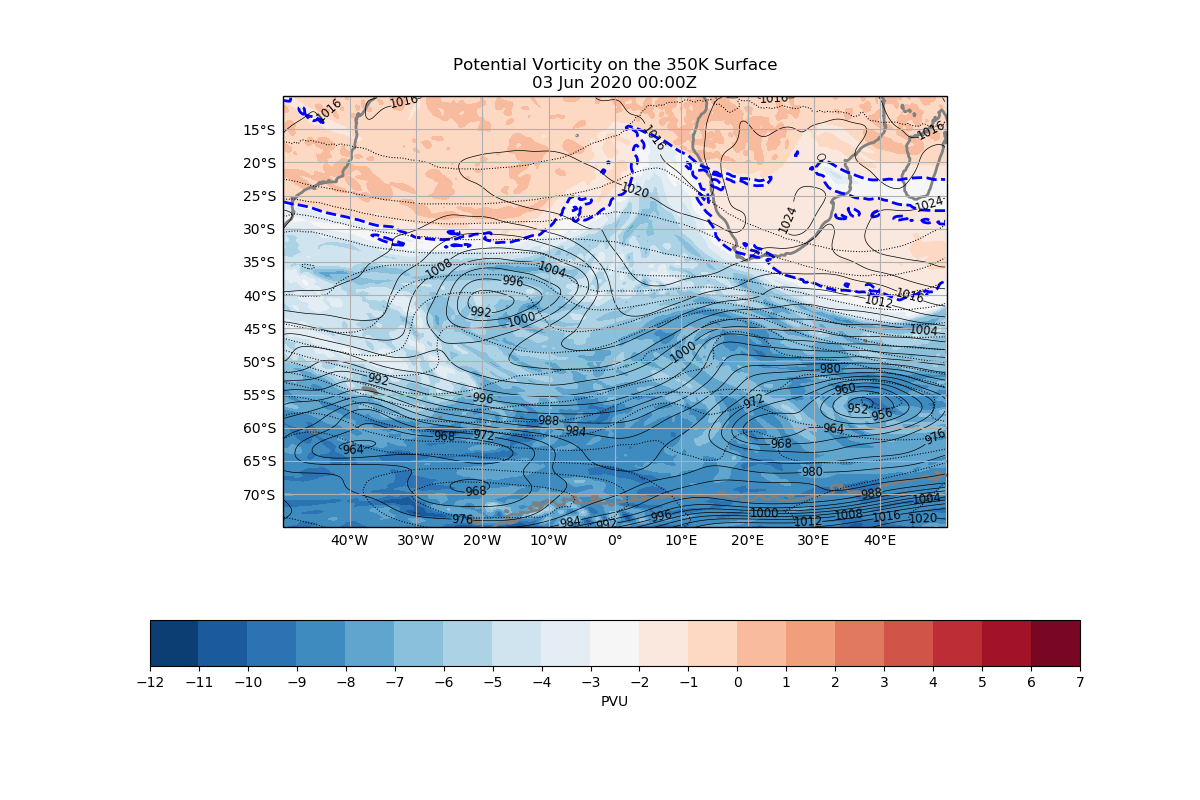 Potential Vorticity on the 350K Surface
03 Jun 2020 00:00Z
1016 1016 1016
15°S 1016 1016
20°S 0
25°S 1020 1024
30°S 1024
35°S 1008 1004
40°S 996 1012 1016
45°S 992 1000 1004
50°S 1000 980
55°S 992 996 972 960 952 956
60°S 988 984 964 976
65°S 964 968 972 968 980
70°S 968 988 1004
976 984 992 996 1000 1012 1008 1016 1020
40°W 30°W 20°W 10°W 0° 10°E 20°E 30°E 40°E
−12 −11 −10 −9 −8 −7 −6 −5 −4 −3 −2 −1 0 1 2 3 4 5 6 7
PVU